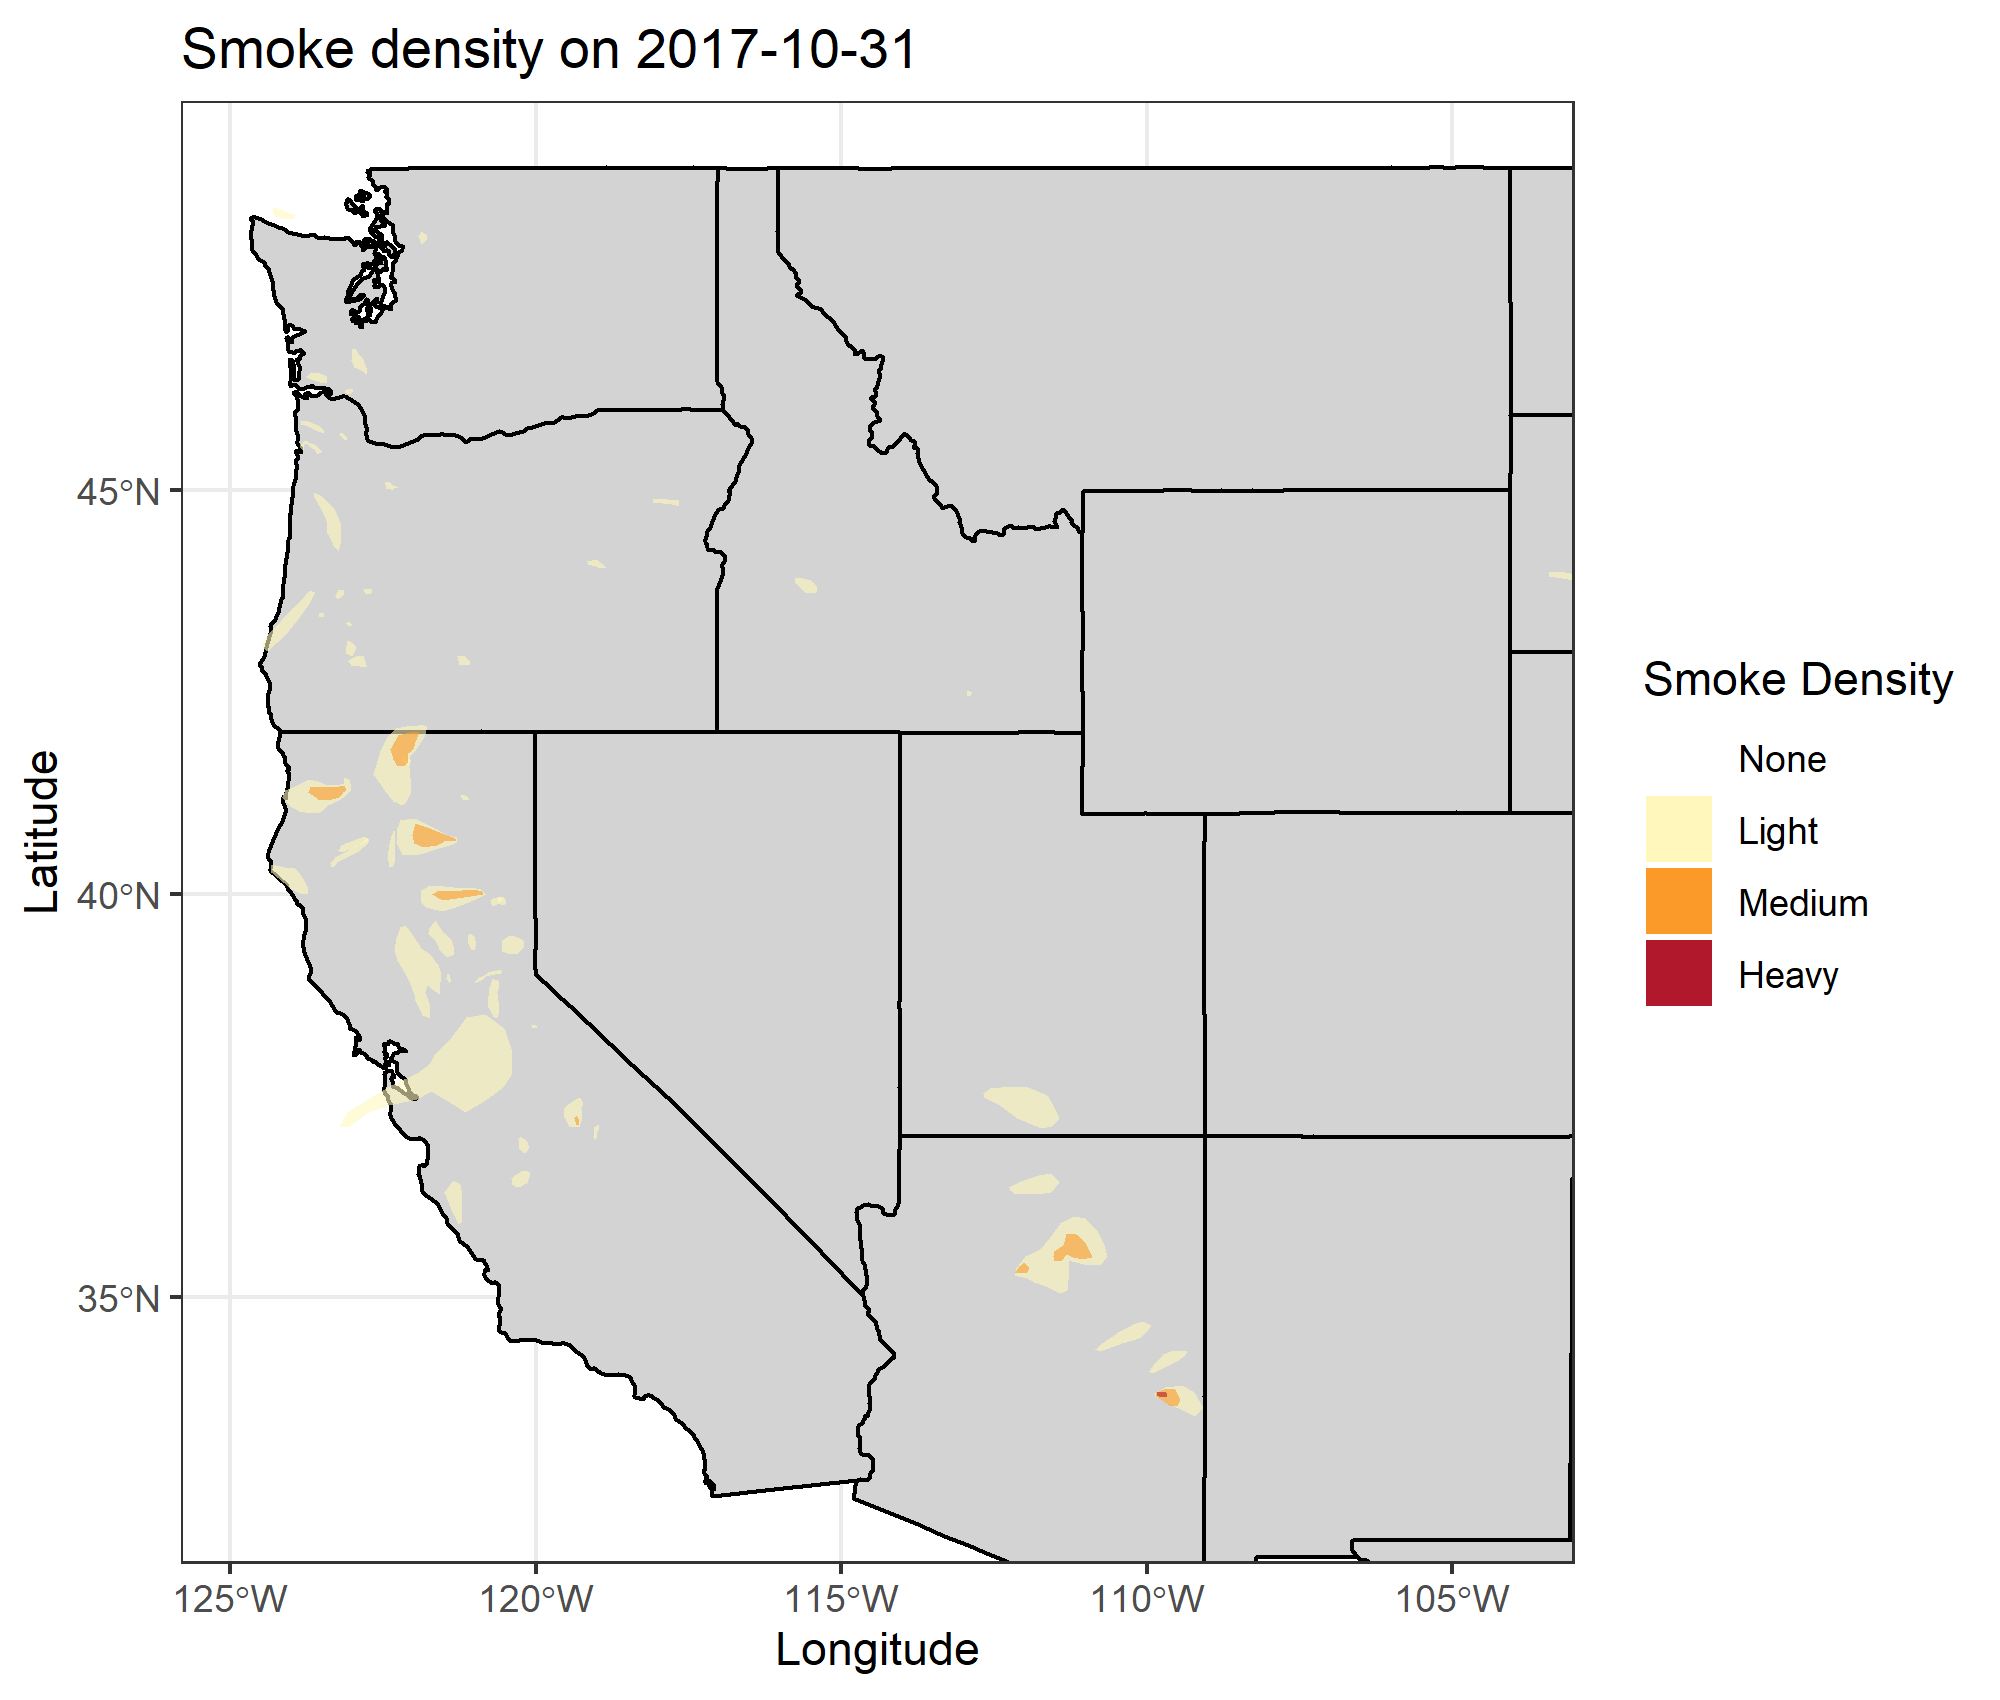 Smoke density on 2017-10-31
45°N
40°N
35°N
Latitude
125°W
120°W
115°W
110°W
105°W
Longitude
Smoke Density
None
Light
Medium
Heavy